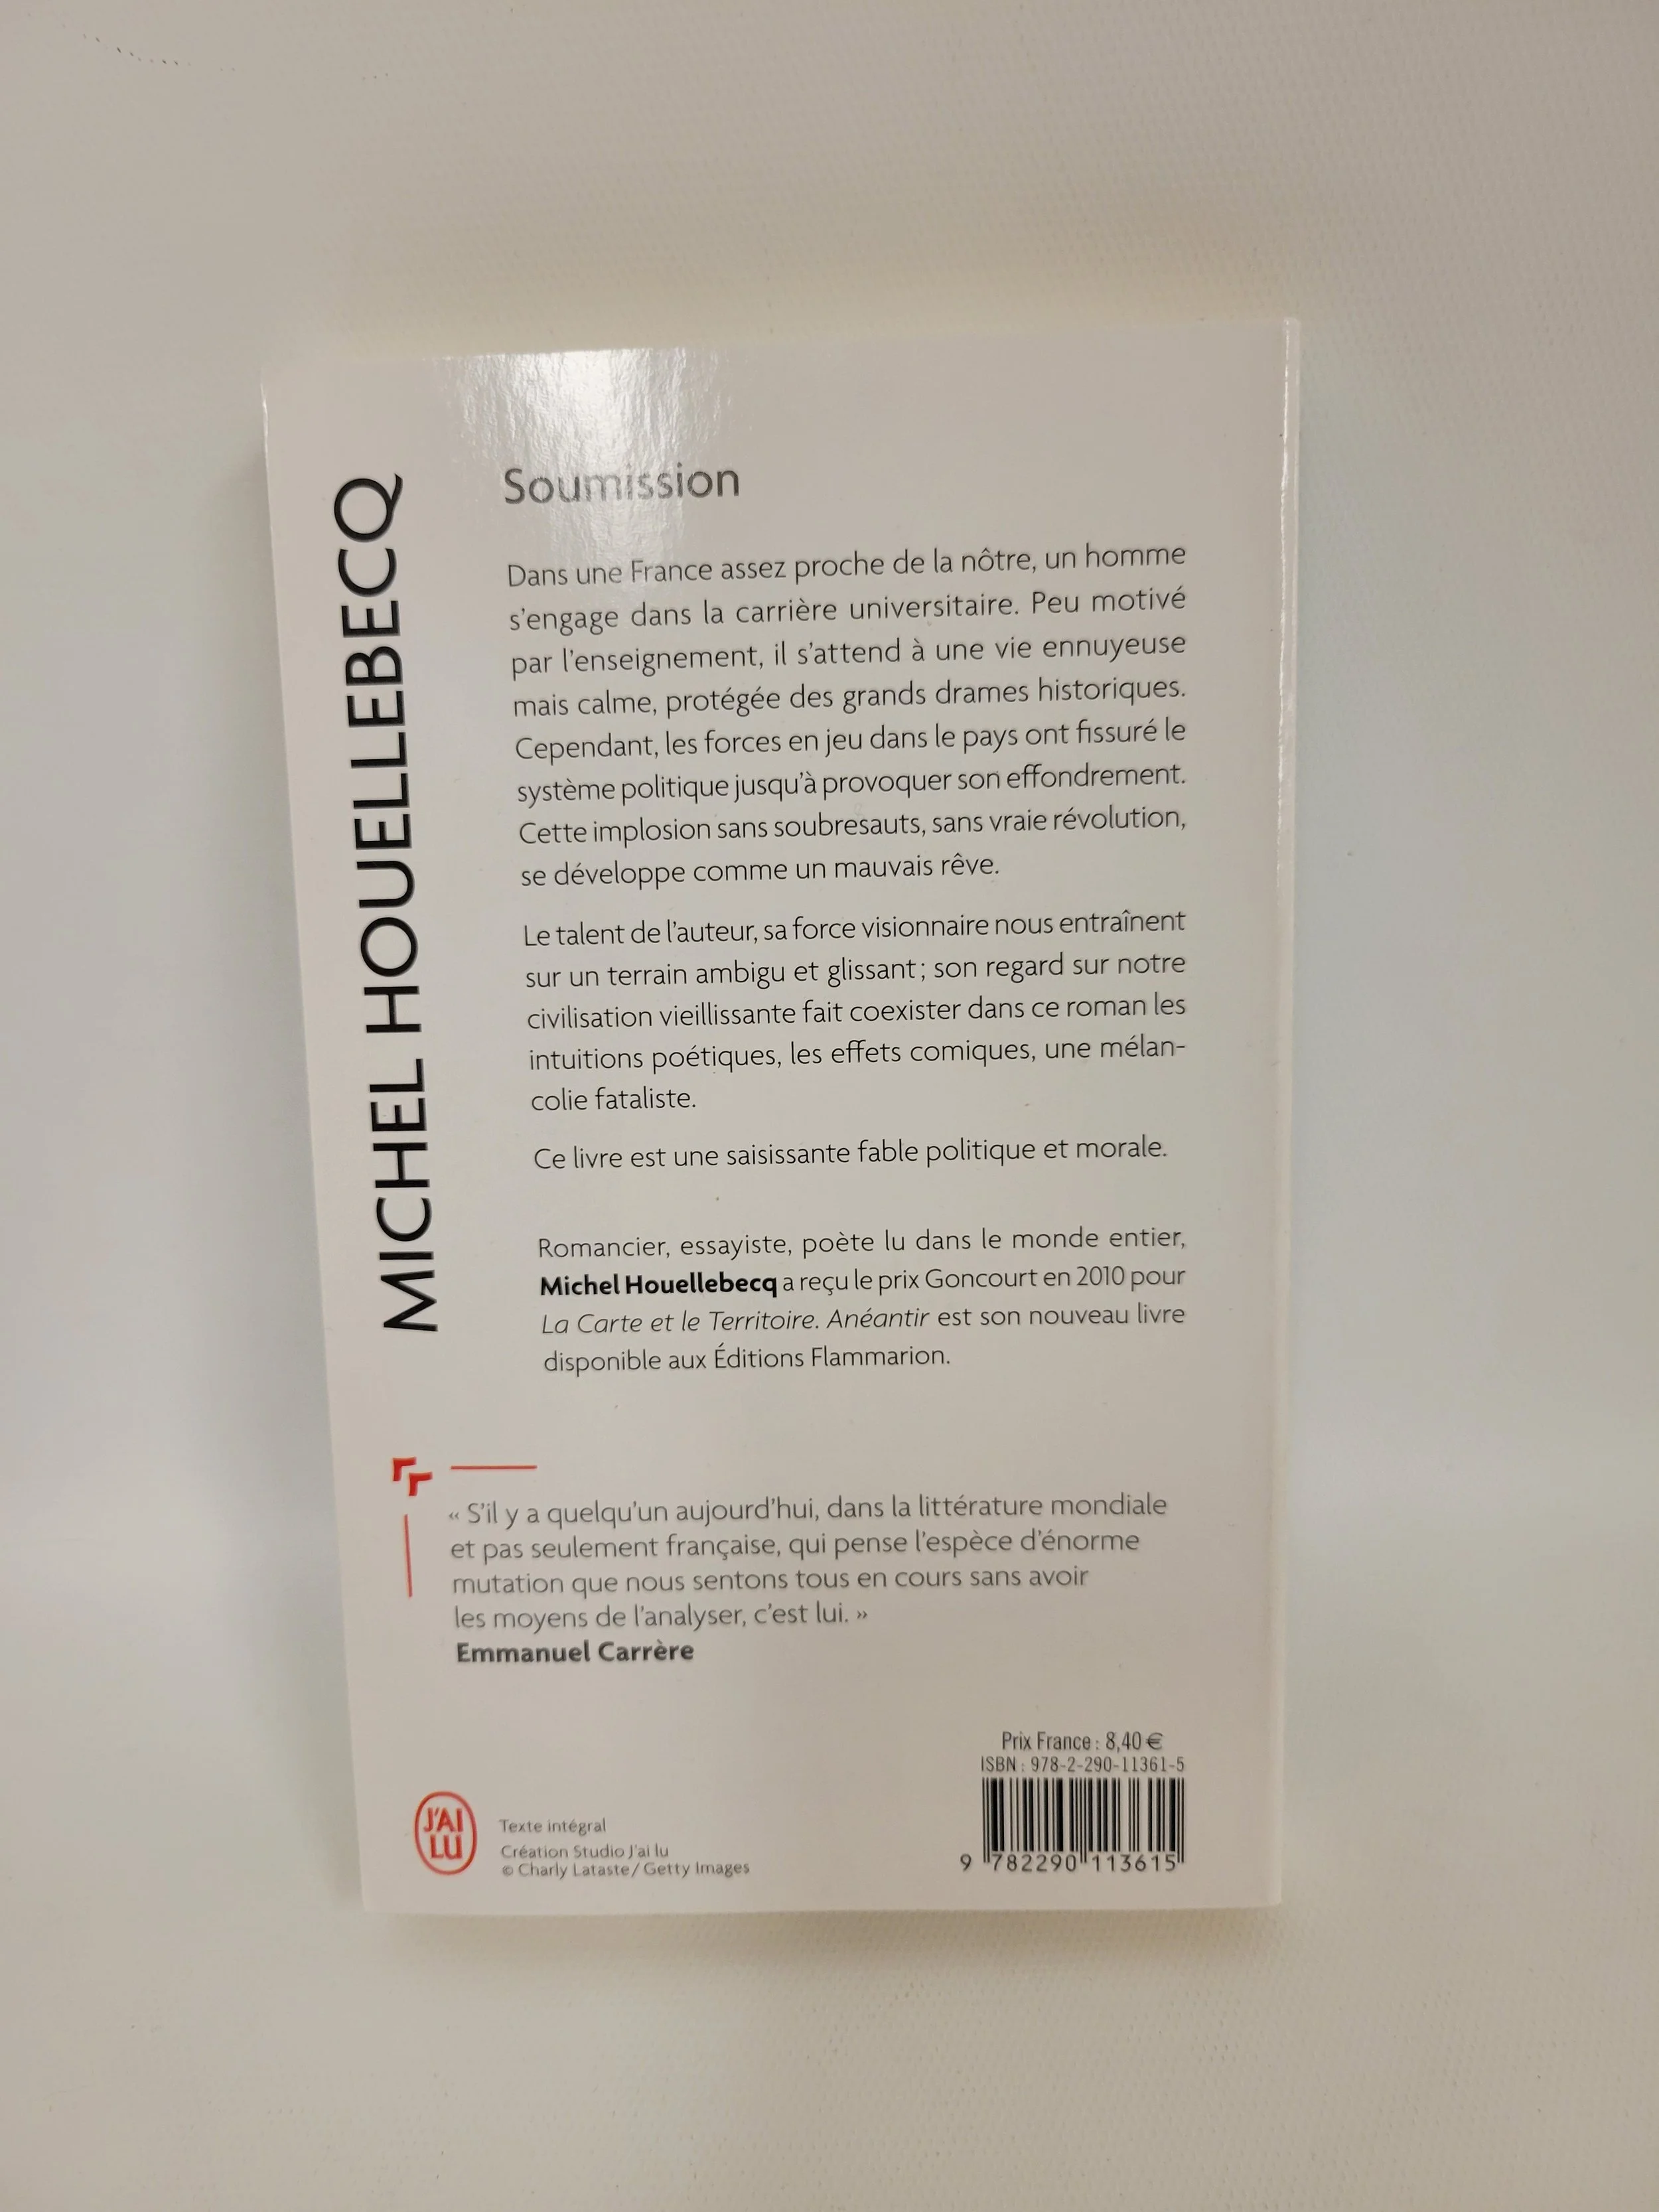 MICHEL HOUELLEBECQ
Soumission
Dans une France assez proche de la nôtre, un homme
s'engage dans la carrière universitaire. Peu motivé
par l'enseignement, il s'attend à une vie ennuyeuse
mais calme, protégée des grands drames historiques.
Cependant, les forces en jeu dans le pays ont fissuré le
système politique jusqu'à provoquer son effondrement.
Cette implosion sans soubresauts, sans vraie révolution,
se développe comme un mauvais rêve.
Le talent de l'auteur, sa force visionnaire nous entraînent
sur un terrain ambigu et glissant ; son regard sur notre
civilisation vieillissante fait coexister dans ce roman les
intuitions poétiques, les effets comiques, une mélan-
colie fataliste.
Ce livre est une saisissante fable politique et morale.
Romancier, essayiste, poète lu dans le monde entier,
Michel Houellebecq a reçu le prix Goncourt en 2010 pour
La Carte et le Territoire. Anéantir est son nouveau livre
disponible aux Éditions Flammarion.
« S'il y a quelqu'un aujourd'hui, dans la littérature mondiale
et pas seulement française, qui pense l'espèce d'énorme
mutation que nous sentons tous en cours sans avoir
les moyens de l'analyser, c'est lui. »
Emmanuel Carrère
Prix France : 8,40 €
ISBN : 978-2-290-11361-5
9 782290 113615
J'AI
LU
Texte intégral
Création Studio J'ai lu
© Charly Lataste / Getty Images